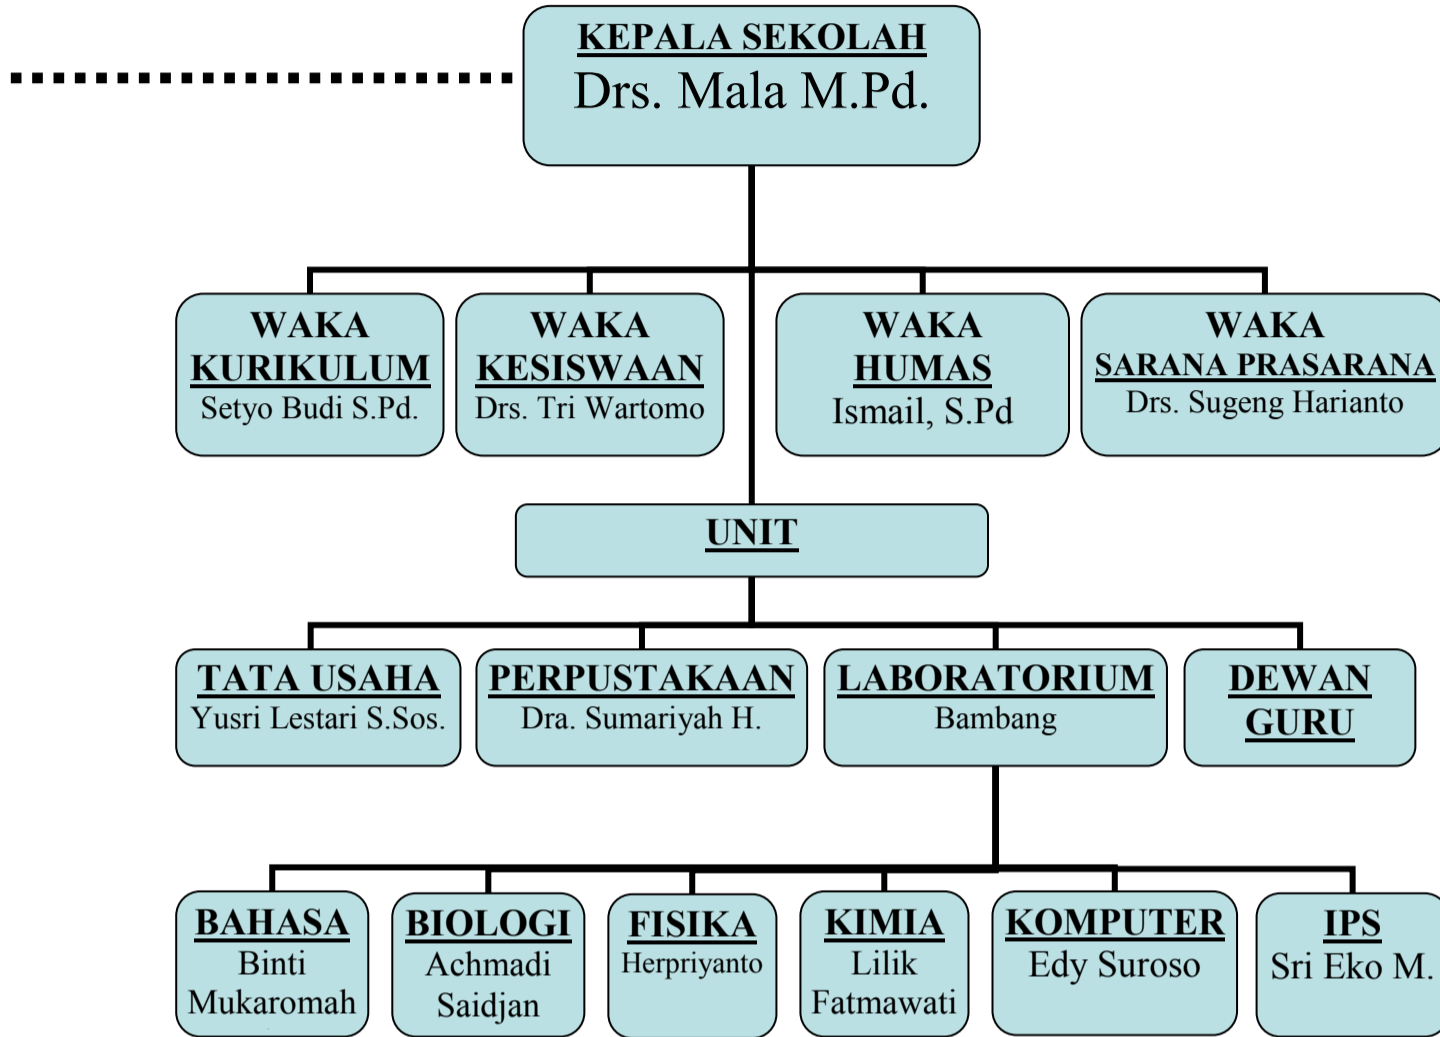 KEPALA SEKOLAH
Drs. Mala M.Pd.
WAKA
KURIKULUM
Setyo Budi S.Pd.
WAKA
KESISWAAN
Drs. Tri Wartomo
WAKA
HUMAS
Ismail, S.Pd
WAKA
SARANA PRASARANA
Drs. Sugeng Harianto
UNIT
TATA USAHA
Yusri Lestari S.Sos.
PERPUSTAKAAN
Dra. Sumariyah H.
LABORATORIUM
Bambang
DEWAN
GURU
BAHASA
Binti
Mukaromah
BIOLOGI
Achmadi
Saidjan
FISIKA
Herpriyanto
KIMIA
Lilik
Fatmawati
KOMPUTER
Edy Suroso
IPS
Sri Eko M.